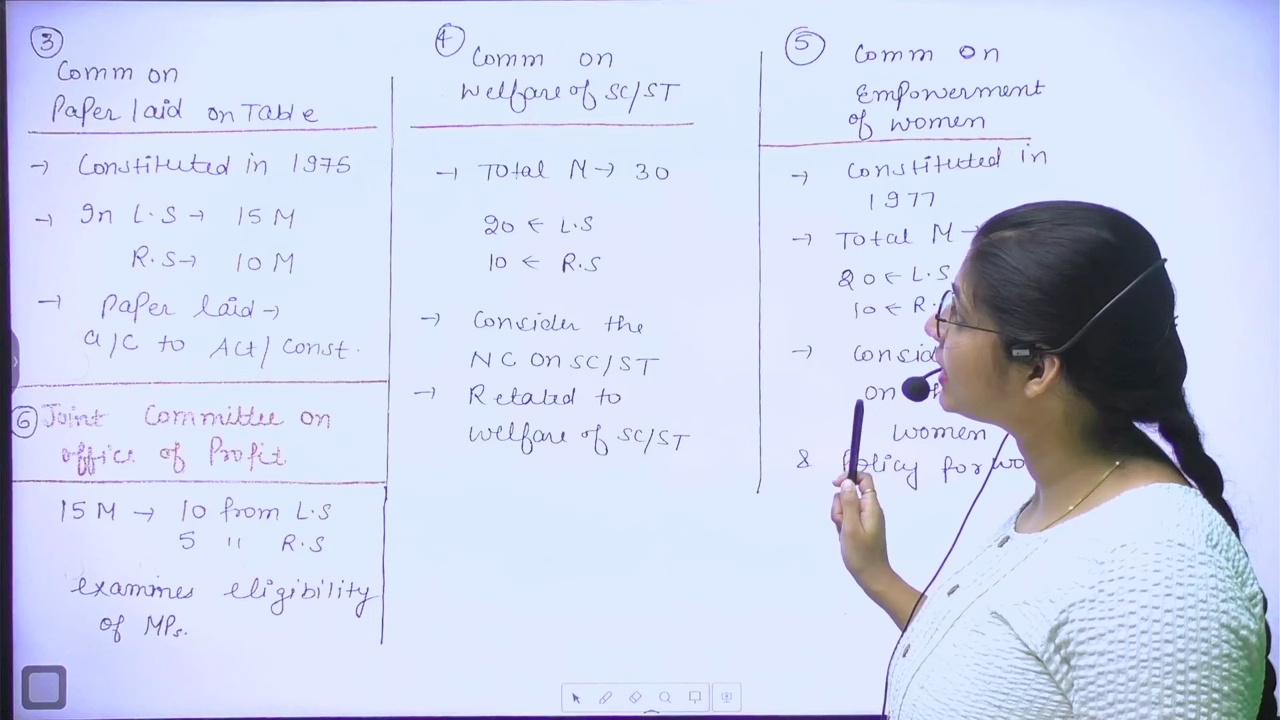 3
Comm on
Paper laid on Table
→ Constituted in 1975
→ In L.S → 15 M
R.S → 10 M
→ Paper laid →
a/c to Act/Const.
6 Joint Committee on
office of Profit
15 M → 10 from L.S
5 " R.S
examines eligibility
of MPs.
4
Comm on
Welfare of SC/ST
→ Total M → 30
20 ← L.S
10 ← R.S
→ Consider the
NC on SC/ST
→ Related to
welfare of SC/ST
5
Comm on
Empowerment
of women
→ Constituted in
1977
→ Total M →
20 ← L.S
10 ← R.
→
on
women
& Policy for